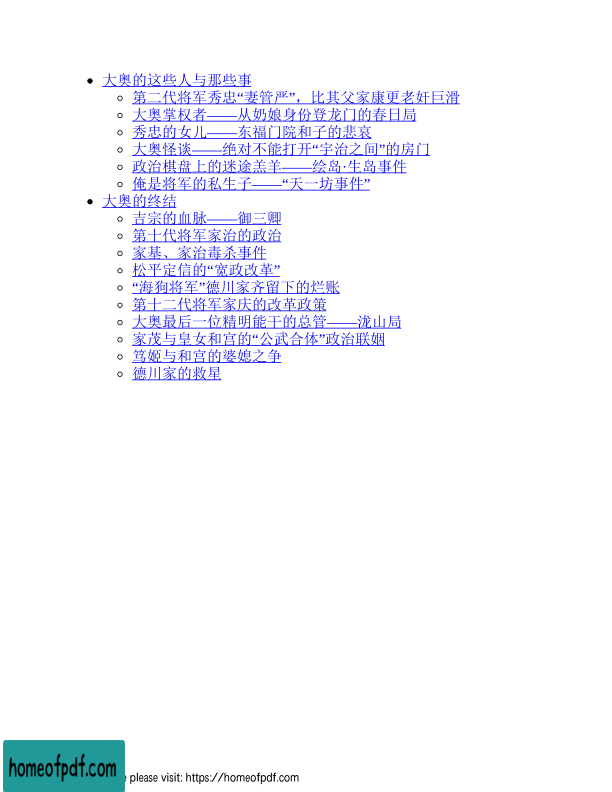 大奥的这些人与那些事
第二代将军秀忠“妻管严”，比其父家康更老奸巨滑
大奥掌权者——从奶娘身份登龙门的春日局
秀忠的女儿——东福门院和子的悲哀
大奥怪谈——绝对不能打开“宇治之间”的房门
政治棋盘上的迷途羔羊——绘岛·生岛事件
俺是将军的私生子——“天一坊事件”
大奥的终结
吉宗的血脉——御三卿
第十代将军家治的政治
家基、家治毒杀事件
松平定信的“宽政改革”
“海狗将军”德川家齐留下的烂账
第十二代将军家庆的改革政策
大奥最后一位精明能干的总管——泷山局
家茂与皇女和宫的“公武合体”政治联姻
笃姬与和宫的婆媳之争
德川家的救星
homeofpdf.com
please visit: https://homeofpdf.com